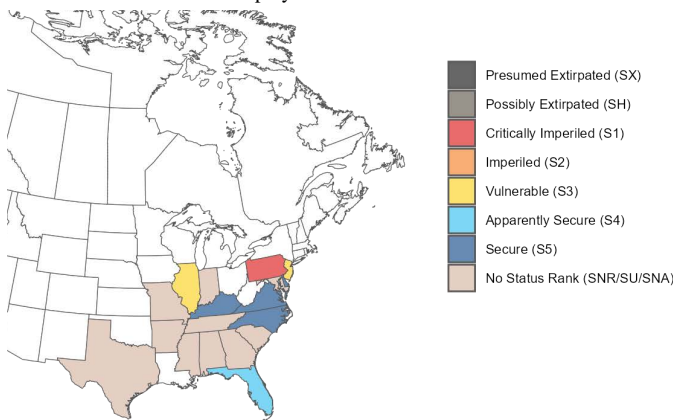 Presumed Extirpated (SX)
Possibly Extirpated (SH)
Critically Imperiled (S1)
Imperiled (S2)
Vulnerable (S3)
Apparently Secure (S4)
Secure (S5)
No Status Rank (SNR/SU/SNA)